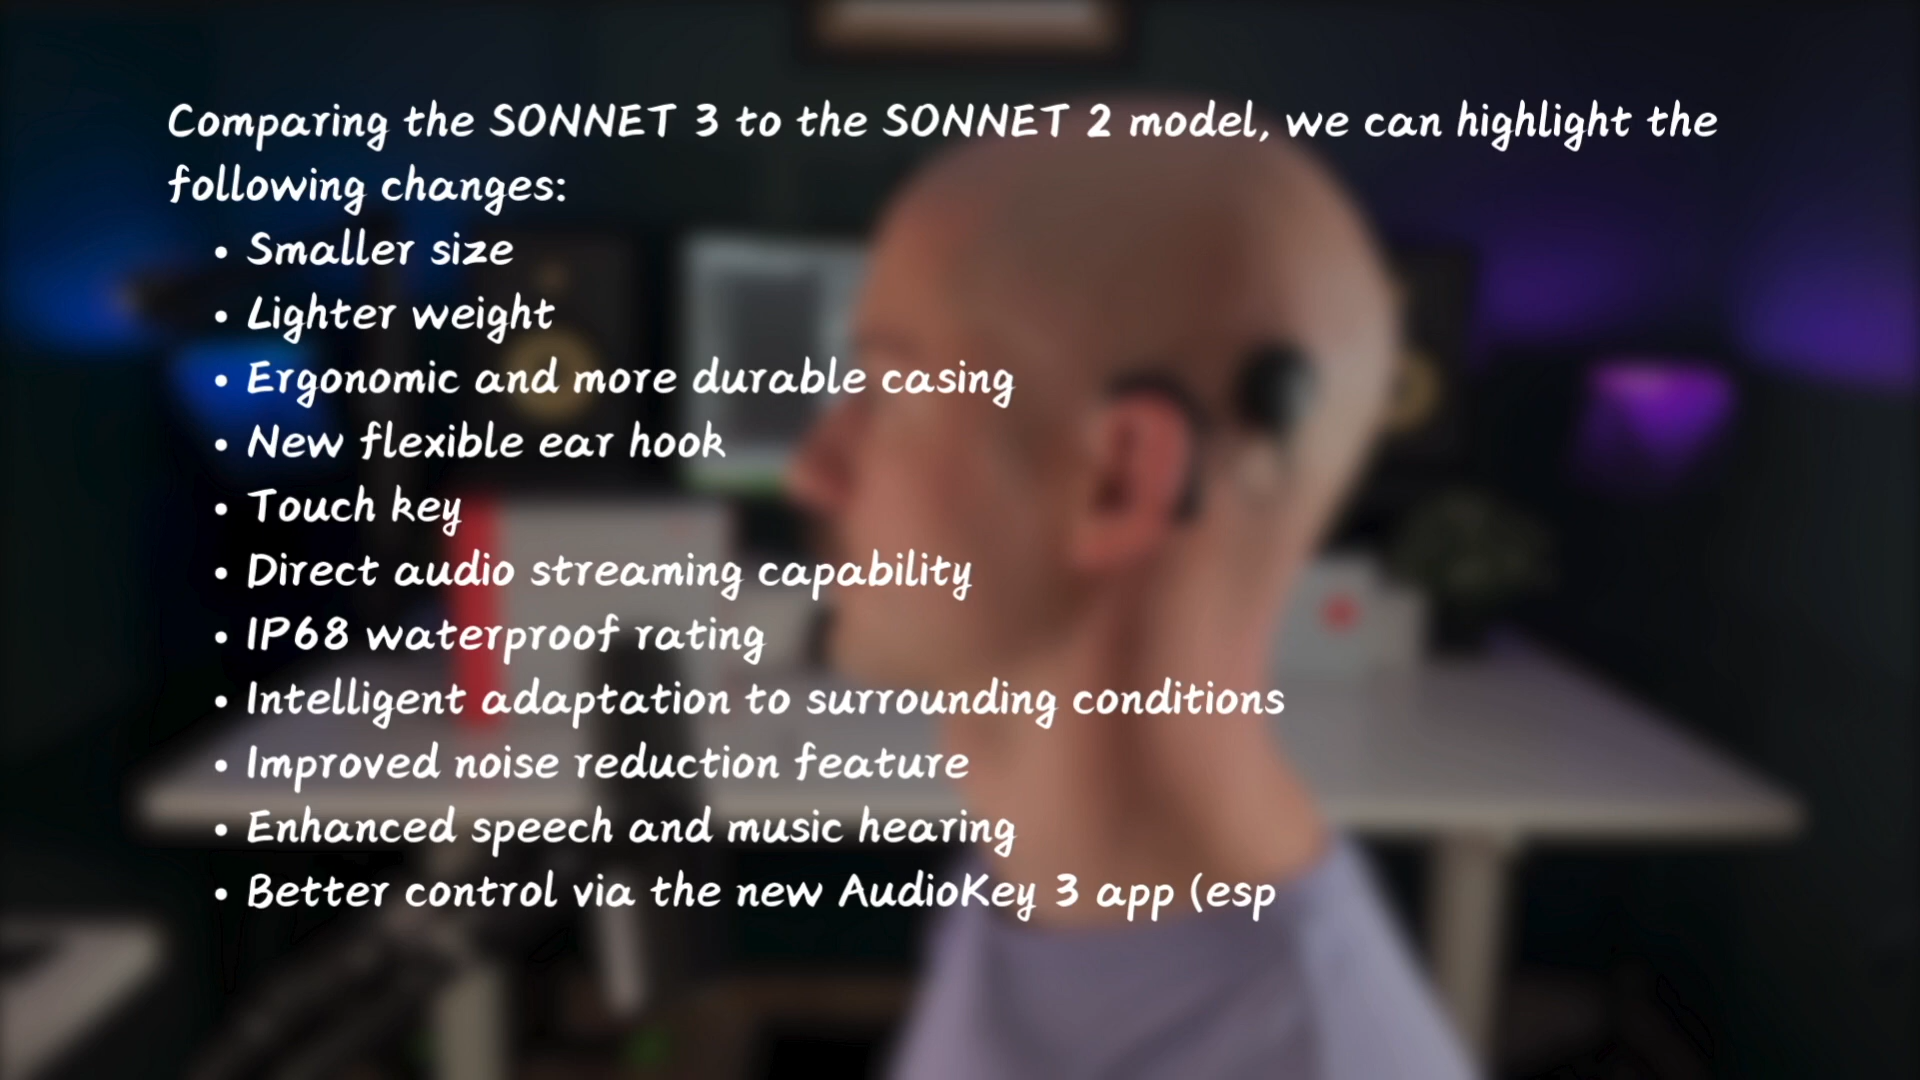 Comparing the SONNET 3 to the SONNET 2 model, we can highlight the
following changes:
• Smaller size
• Lighter weight
• Ergonomic and more durable casing
• New flexible ear hook
• Touch key
• Direct audio streaming capability
• IP68 waterproof rating
• Intelligent adaptation to surrounding conditions
• Improved noise reduction feature
• Enhanced speech and music hearing
• Better control via the new AudioKey 3 app (esp